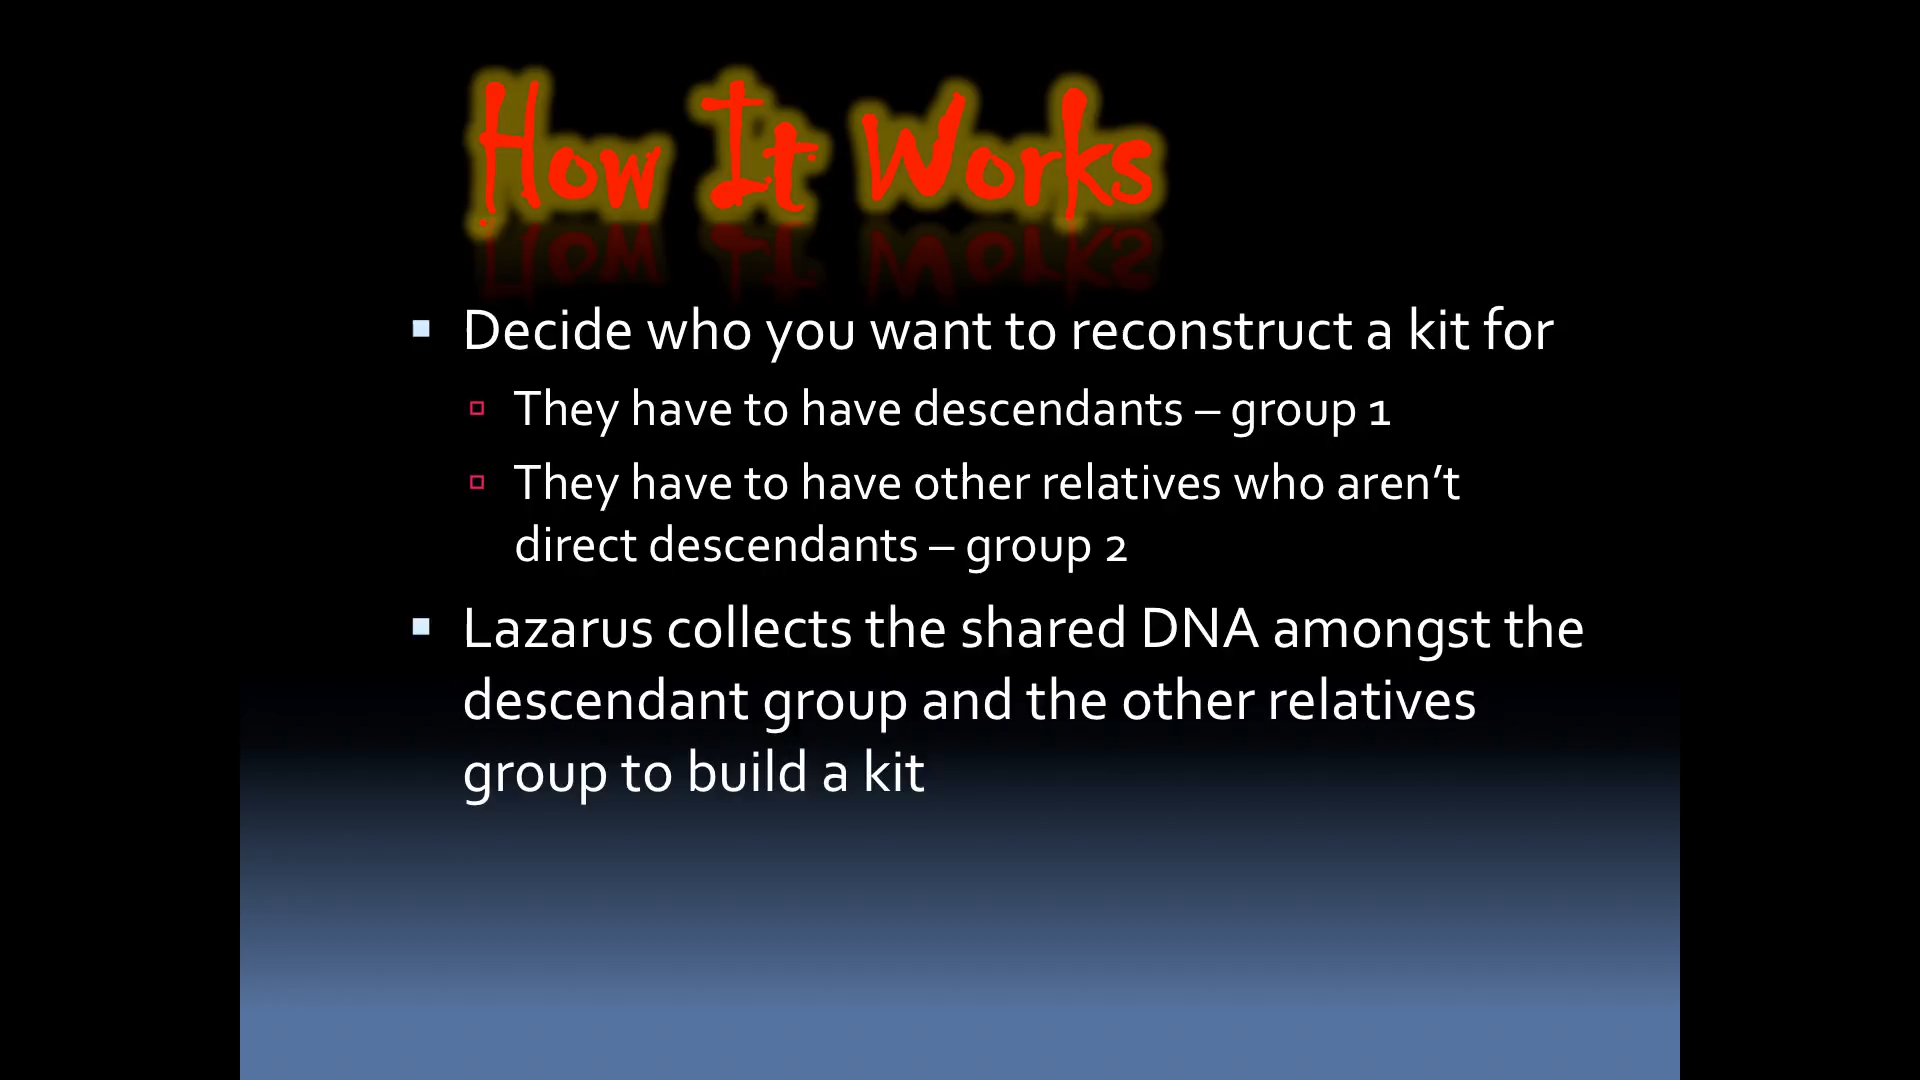 How It Works
▪ Decide who you want to reconstruct a kit for
▫ They have to have descendants – group 1
▫ They have to have other relatives who aren’t
direct descendants – group 2
▪ Lazarus collects the shared DNA amongst the
descendant group and the other relatives
group to build a kit